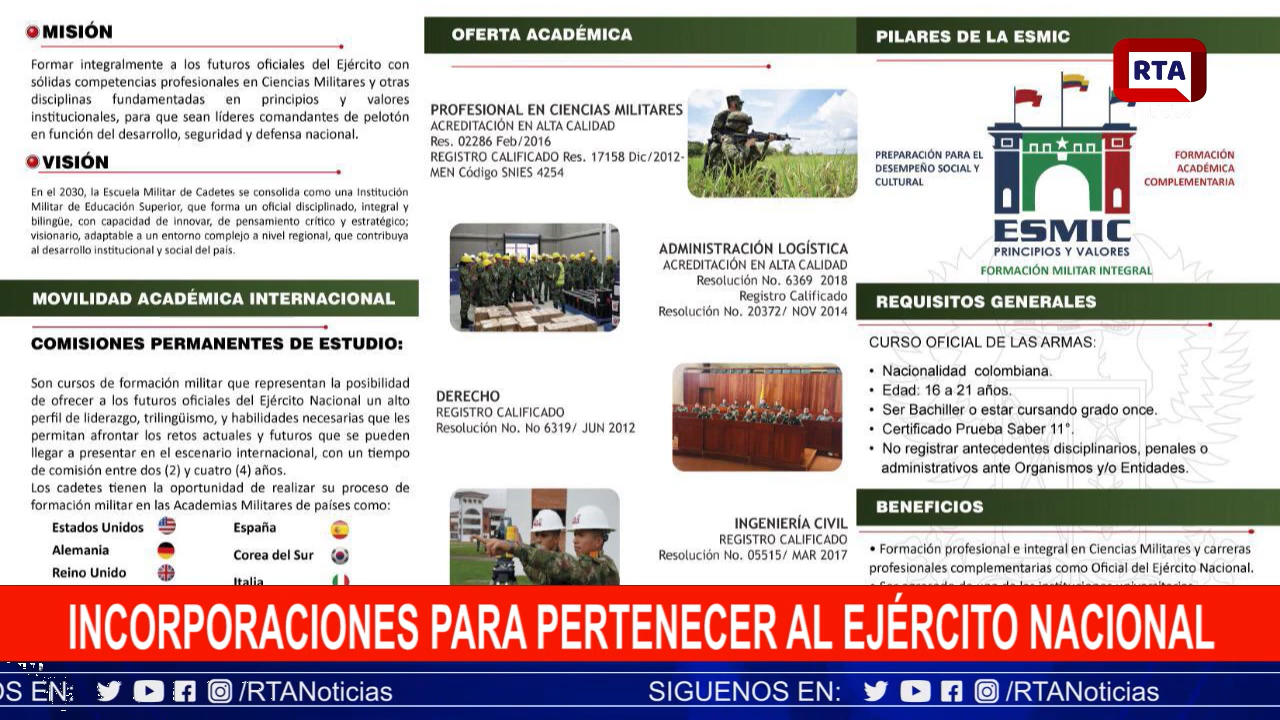 MISIÓN
Formar integralmente a los futuros oficiales del Ejército con
sólidas competencias profesionales en Ciencias Militares y otras
disciplinas fundamentadas en principios y valores
institucionales, para que sean líderes comandantes de pelotón
en función del desarrollo, seguridad y defensa nacional.
VISIÓN
En el 2030, la Escuela Militar de Cadetes se consolida como una Institución
Militar de Educación Superior, que forma un oficial disciplinado, integral y
bilingüe, con capacidad de innovar, de pensamiento crítico y estratégico;
visionario, adaptable a un entorno complejo a nivel regional, que contribuya
al desarrollo institucional y social del país.
MOVILIDAD ACADÉMICA INTERNACIONAL
COMISIONES PERMANENTES DE ESTUDIO:
Son cursos de formación militar que representan la posibilidad
de ofrecer a los futuros oficiales del Ejército Nacional un alto
perfil de liderazgo, trilingüismo, y habilidades necesarias que les
permitan afrontar los retos actuales y futuros que se pueden
llegar a presentar en el escenario internacional, con un tiempo
de comisión entre dos (2) y cuatro (4) años.
Los cadetes tienen la oportunidad de realizar su proceso de
formación militar en las Academias Militares de países como:
Estados Unidos España
Alemania Corea del Sur
Reino Unido Italia
OFERTA ACADÉMICA
PROFESIONAL EN CIENCIAS MILITARES
ACREDITACIÓN EN ALTA CALIDAD
Res. 02286 Feb/2016
REGISTRO CALIFICADO Res. 17158 Dic/2012-
MEN Código SNIES 4254
ADMINISTRACIÓN LOGÍSTICA
ACREDITACIÓN EN ALTA CALIDAD
Resolución No. 6369 2018
Registro Calificado
Resolución No. 20372/ NOV 2014
DERECHO
REGISTRO CALIFICADO
Resolución No. No 6319/ JUN 2012
INGENIERÍA CIVIL
REGISTRO CALIFICADO
Resolución No. 05515/ MAR 2017
PILARES DE LA ESMIC
RTA
PREPARACIÓN PARA EL
DESEMPEÑO SOCIAL Y
CULTURAL
FORMACIÓN
ACADÉMICA
COMPLEMENTARIA
ESMIC
PRINCIPIOS Y VALORES
FORMACIÓN MILITAR INTEGRAL
REQUISITOS GENERALES
CURSO OFICIAL DE LAS ARMAS:
• Nacionalidad colombiana.
• Edad: 16 a 21 años.
• Ser Bachiller o estar cursando grado once.
• Certificado Prueba Saber 11°.
• No registrar antecedentes disciplinarios, penales o
administrativos ante Organismos y/o Entidades.
BENEFICIOS
• Formación profesional e integral en Ciencias Militares y carreras
profesionales complementarias como Oficial del Ejército Nacional.
INCORPORACIONES PARA PERTENECER AL EJÉRCITO NACIONAL
OS EN: /RTANoticias SIGUENOS EN: /RTANoticias